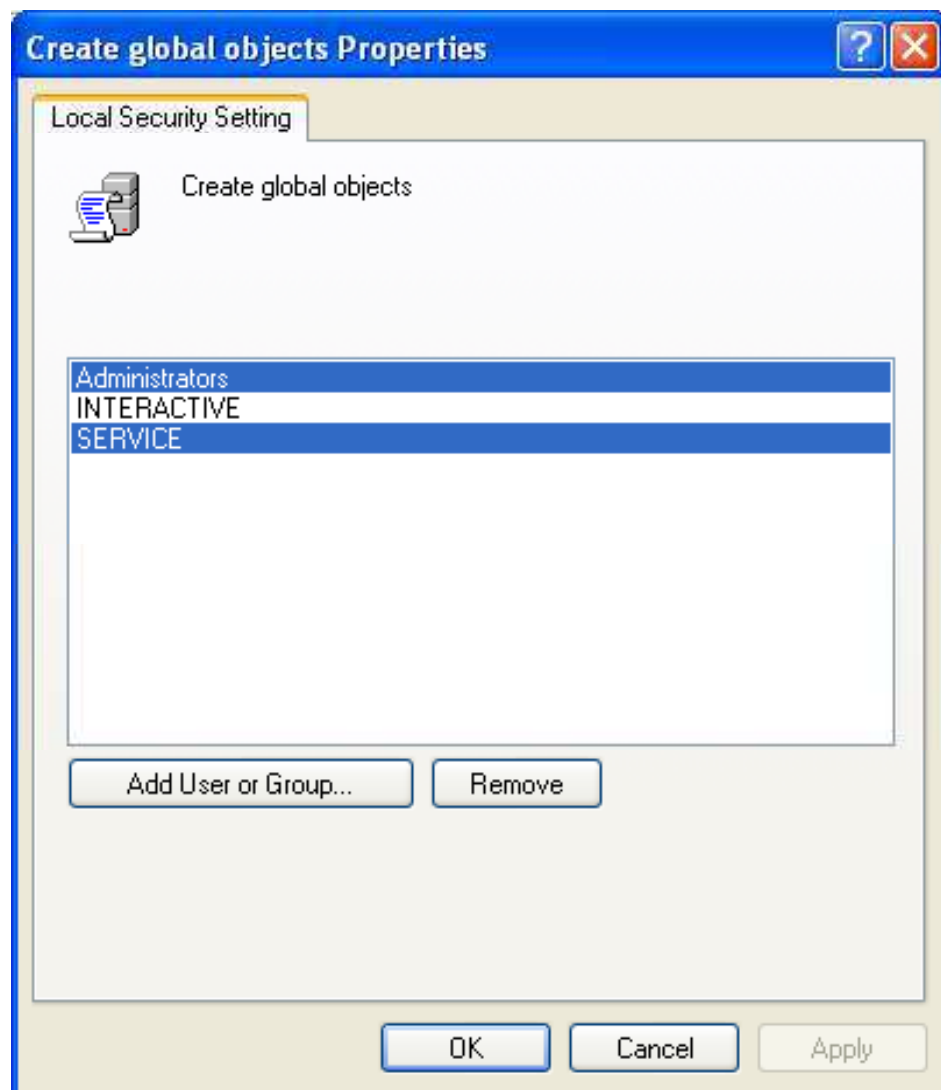 Create global objects Properties
Local Security Setting
Create global objects
Administrators
INTERACTIVE
SERVICE
Add User or Group... Remove
OK Cancel Apply